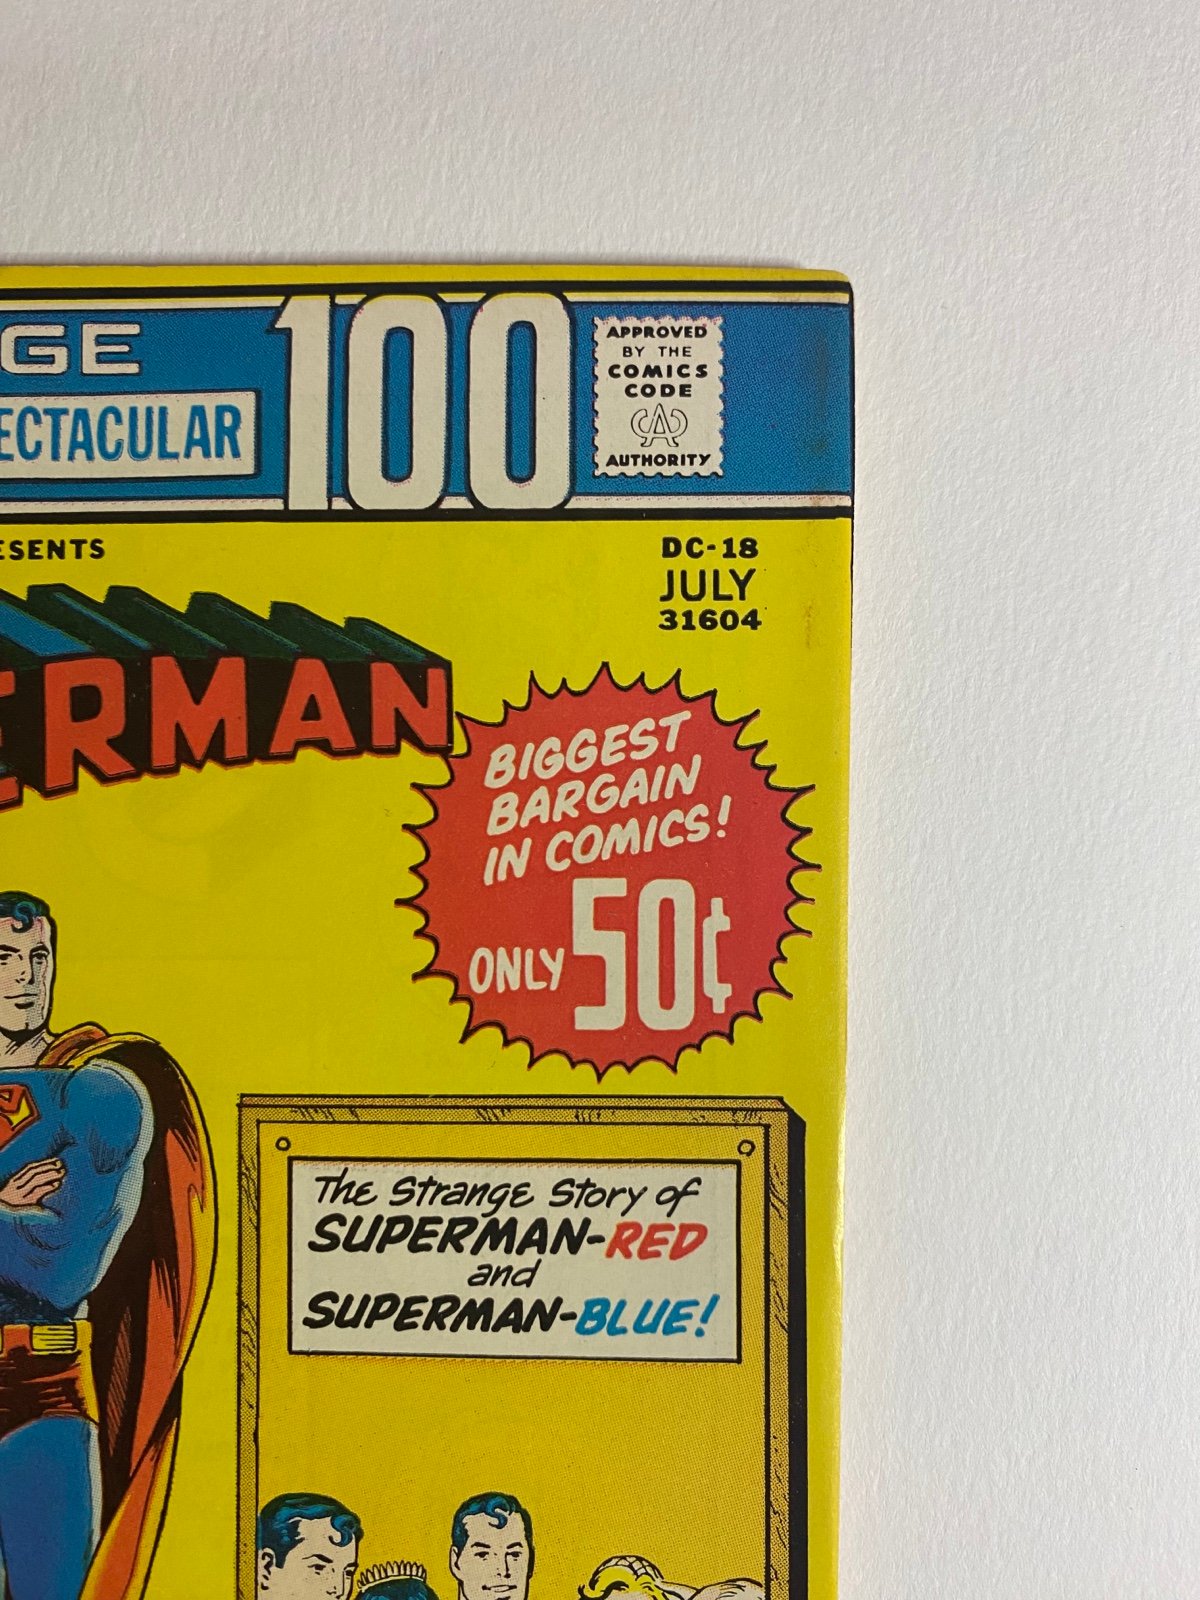 GE
100
ECTACULAR
APPROVED
BY THE
COMICS
CODE
CA
AUTHORITY
ESENTS
DC-18
JULY
31604
ERMAN
BIGGEST
BARGAIN
IN COMICS!
ONLY 50¢
The Strange Story of
SUPERMAN-RED
and
SUPERMAN-BLUE!